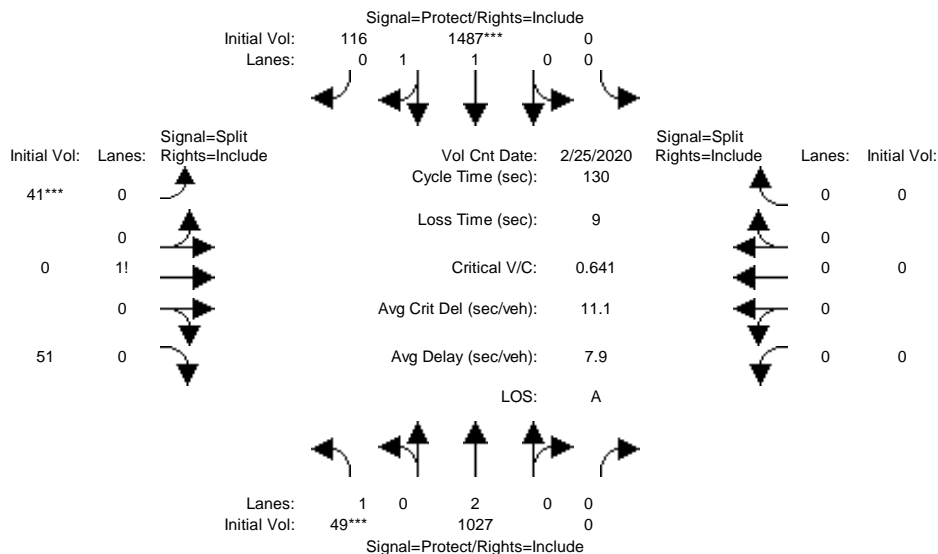 Signal=Protect/Rights=Include
Initial Vol: 116 1487*** 0
Lanes: 0 1 1 0 0
Signal=Split
Initial Vol: Lanes: Rights=Include
Vol Cnt Date: 2/25/2020
Signal=Split
Rights=Include Lanes: Initial Vol:
Cycle Time (sec): 130
41*** 0
0 0
Loss Time (sec): 9
0
0
0 1!
Critical V/C: 0.641
0 0
0
Avg Crit Del (sec/veh): 11.1
0
51 0
Avg Delay (sec/veh): 7.9
0 0
LOS: A
Lanes: 1 0 2 0 0
Initial Vol: 49*** 1027 0
Signal=Protect/Rights=Include